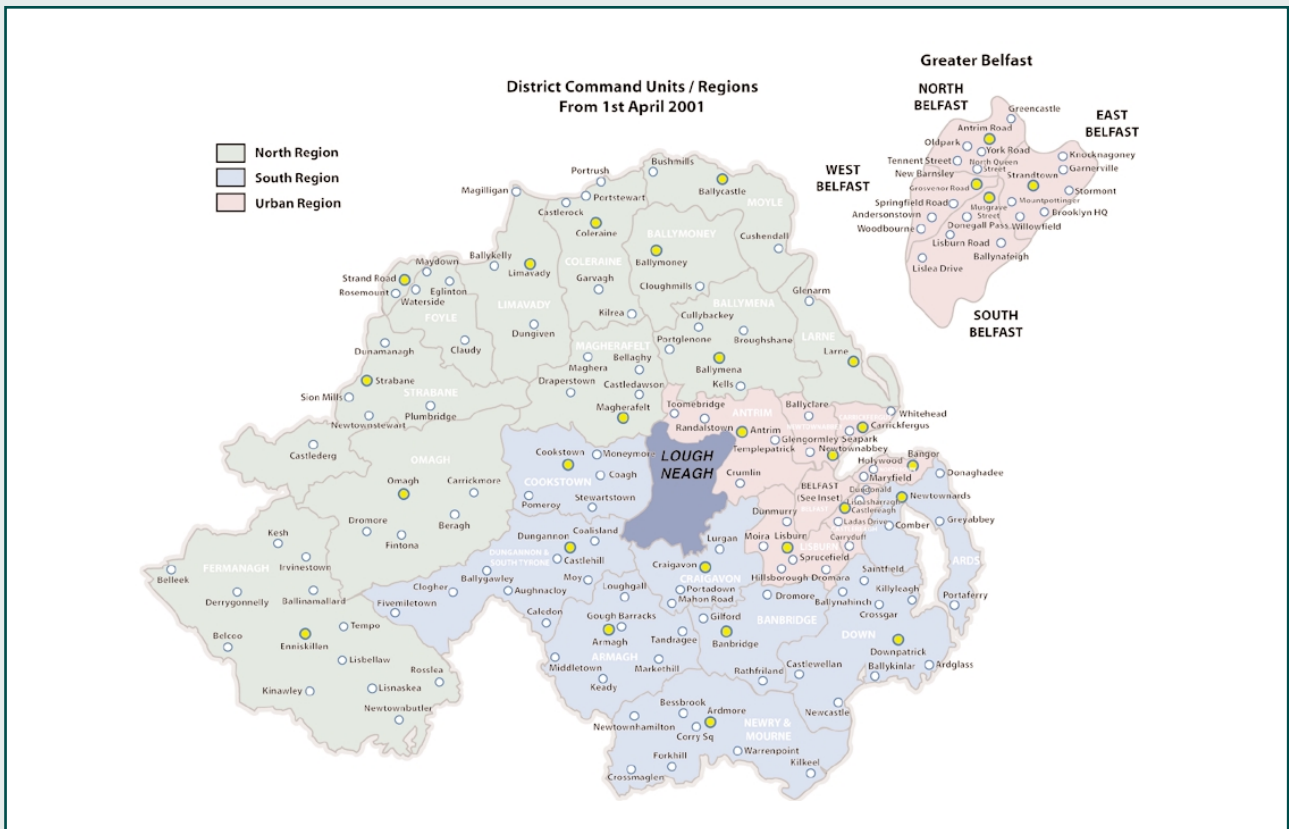 District Command Units / Regions
From 1st April 2001
Greater Belfast
NORTH
BELFAST
EAST
BELFAST
WEST
BELFAST
SOUTH
BELFAST
North Region
South Region
Urban Region
Greencastle
Antrim Road
Oldpark
York Road
Knocknagoney
Tennent Street
North Queen
Street
Garnerville
New Barnsley
Strandtown
Grosvenor Road
Stormont
Springfield Road
Musgrave
Street
Mountpottinger
Andersonstown
Brooklyn HQ
Woodbourne
Donegall Pass
Willowfield
Lisburn Road
Ballynafeigh
Lislea Drive
Bushmills
Portrush
Ballycastle
Magilligan
Portstewart
MOYLE
Castlerock
Coleraine
BALLYMONEY
Cushendall
Ballykelly
Limavady
COLERAINE
Ballymoney
Maydown
Strand Road
Eglinton
Rosemount
Waterside
Garvagh
Cloughmills
Glenarm
LIMAVADY
BALLYMENA
FOYLE
Kilrea
Cullybackey
Dungiven
Broughshane
Claudy
Dunamanagh
MAGHERAFELT
Portglenone
LARNE
Maghera
Bellaghy
Ballymena
Larne
Strabane
Draperstown
Castledawson
Kells
STRABANE
Sion Mills
Plumbridge
Magherafelt
Newtownstewart
Toomebridge
ANTRIM
Ballyclare
Whitehead
Randalstown
Antrim
Carrickfergus
Glengormley
Seapark
Templepatrick
Newtownabbey
Castlederg
OMAGH
Cookstown
Moneymore
LOUGH
NEAGH
Holywood
Bangor
Donaghadee
Coagh
Crumlin
Maryfield
Omagh
Carrickmore
COOKSTOWN
BELFAST
(See Inset)
BELFAST
Dundonald
Newtownards
Stewartstown
Pomeroy
Castlereagh
Dunmurry
Ladas Drive
Greyabbey
Dromore
Beragh
Comber
Fintona
Coalisland
Dungannon
Lurgan
Moira
Lisburn
LISBURN
Carryduff
Kesh
DUNGANNON &
SOUTH TYRONE
Castlehill
Sprucefield
Irvinestown
Craigavon
ARDS
FERMANAGH
Ballygawley
Moy
CRAIGAVON
Hillsborough
Dromara
Saintfield
Belleek
Clogher
Aughnacloy
Loughgall
Portadown
Mahon Road
Dromore
Killyleagh
Derrygonnelly
Ballinamallard
Ballynahinch
Portaferry
Fivemiletown
Caledon
Gough Barracks
Gilford
Crossgar
BANBRIDGE
Tempo
Armagh
Tandragee
Banbridge
DOWN
Belcoo
Enniskillen
Downpatrick
ARMAGH
Lisbellaw
Middletown
Markethill
Rathfriland
Castlewellan
Ballykinlar
Ardglass
Rosslea
Keady
Kinawley
Lisnaskea
Newtownbutler
Bessbrook
Ardmore
Newcastle
Newtownhamilton
Corry Sq
NEWRY &
MOURNE
Warrenpoint
Forkhill
Kilkeel
Crossmaglen